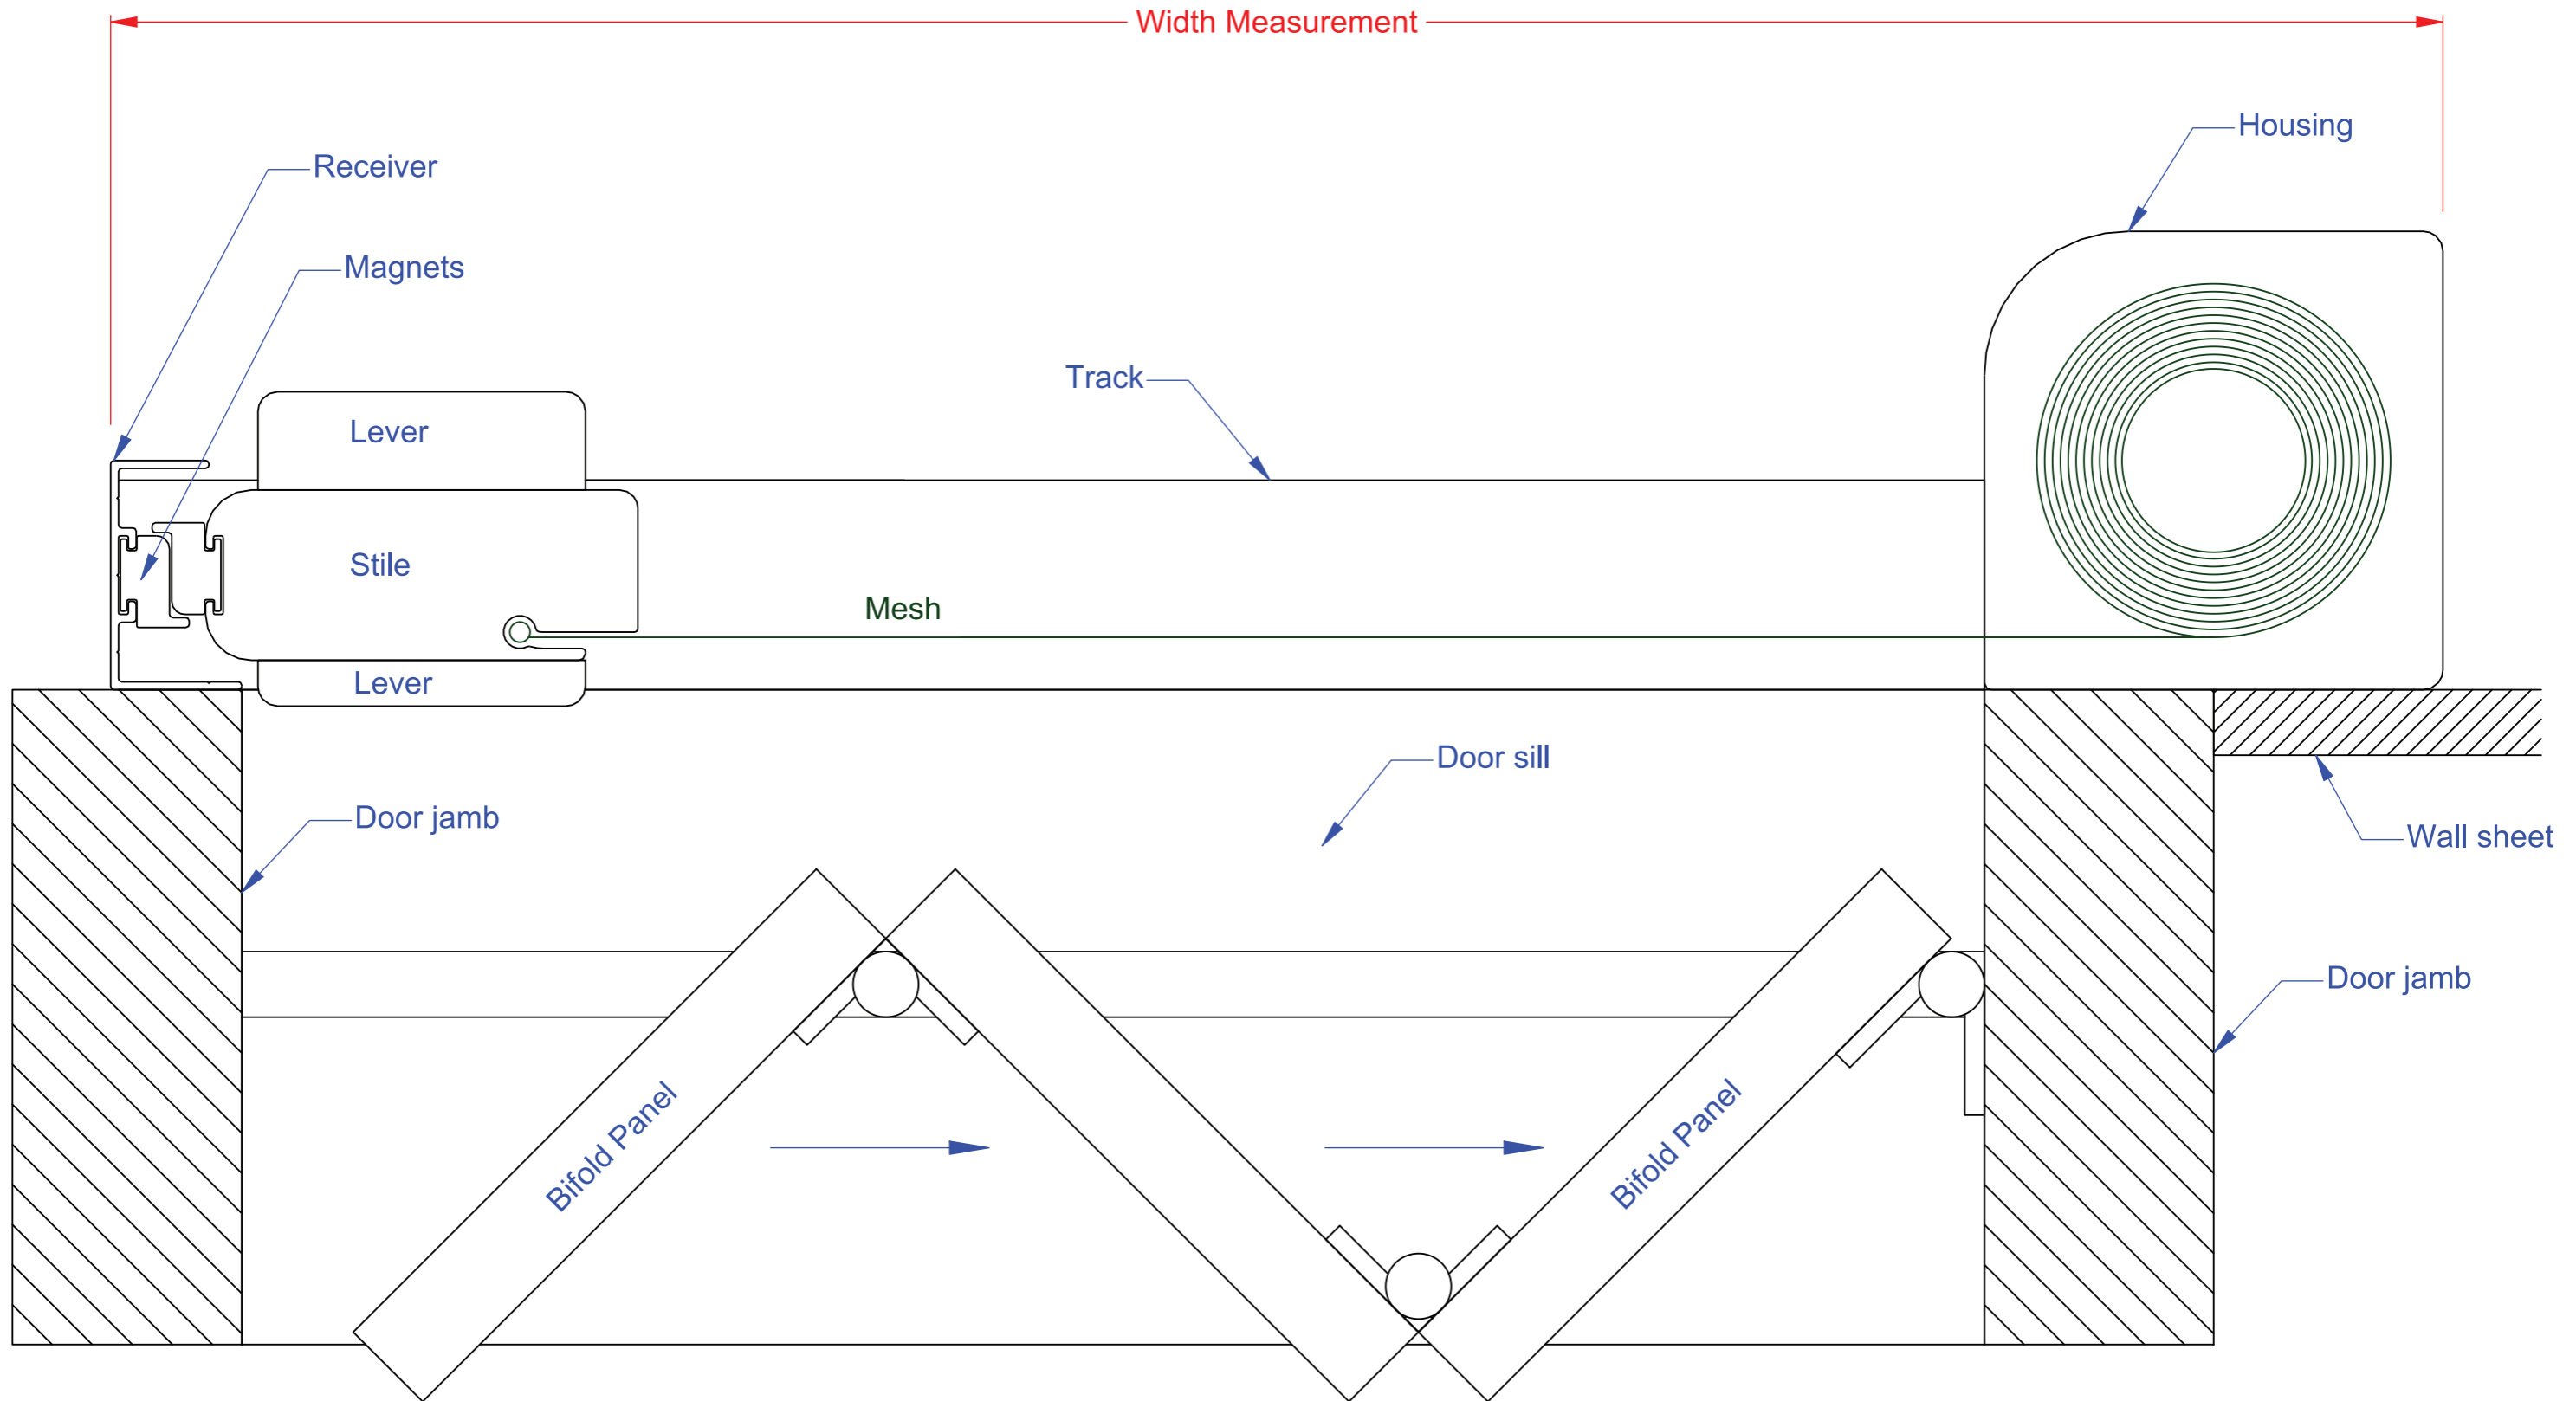 Width Measurement
Housing
Receiver
Magnets
Track
Lever
Stile
Mesh
Lever
Door sill
Door jamb
Wall sheet
Door jamb
Bifold Panel
Bifold Panel